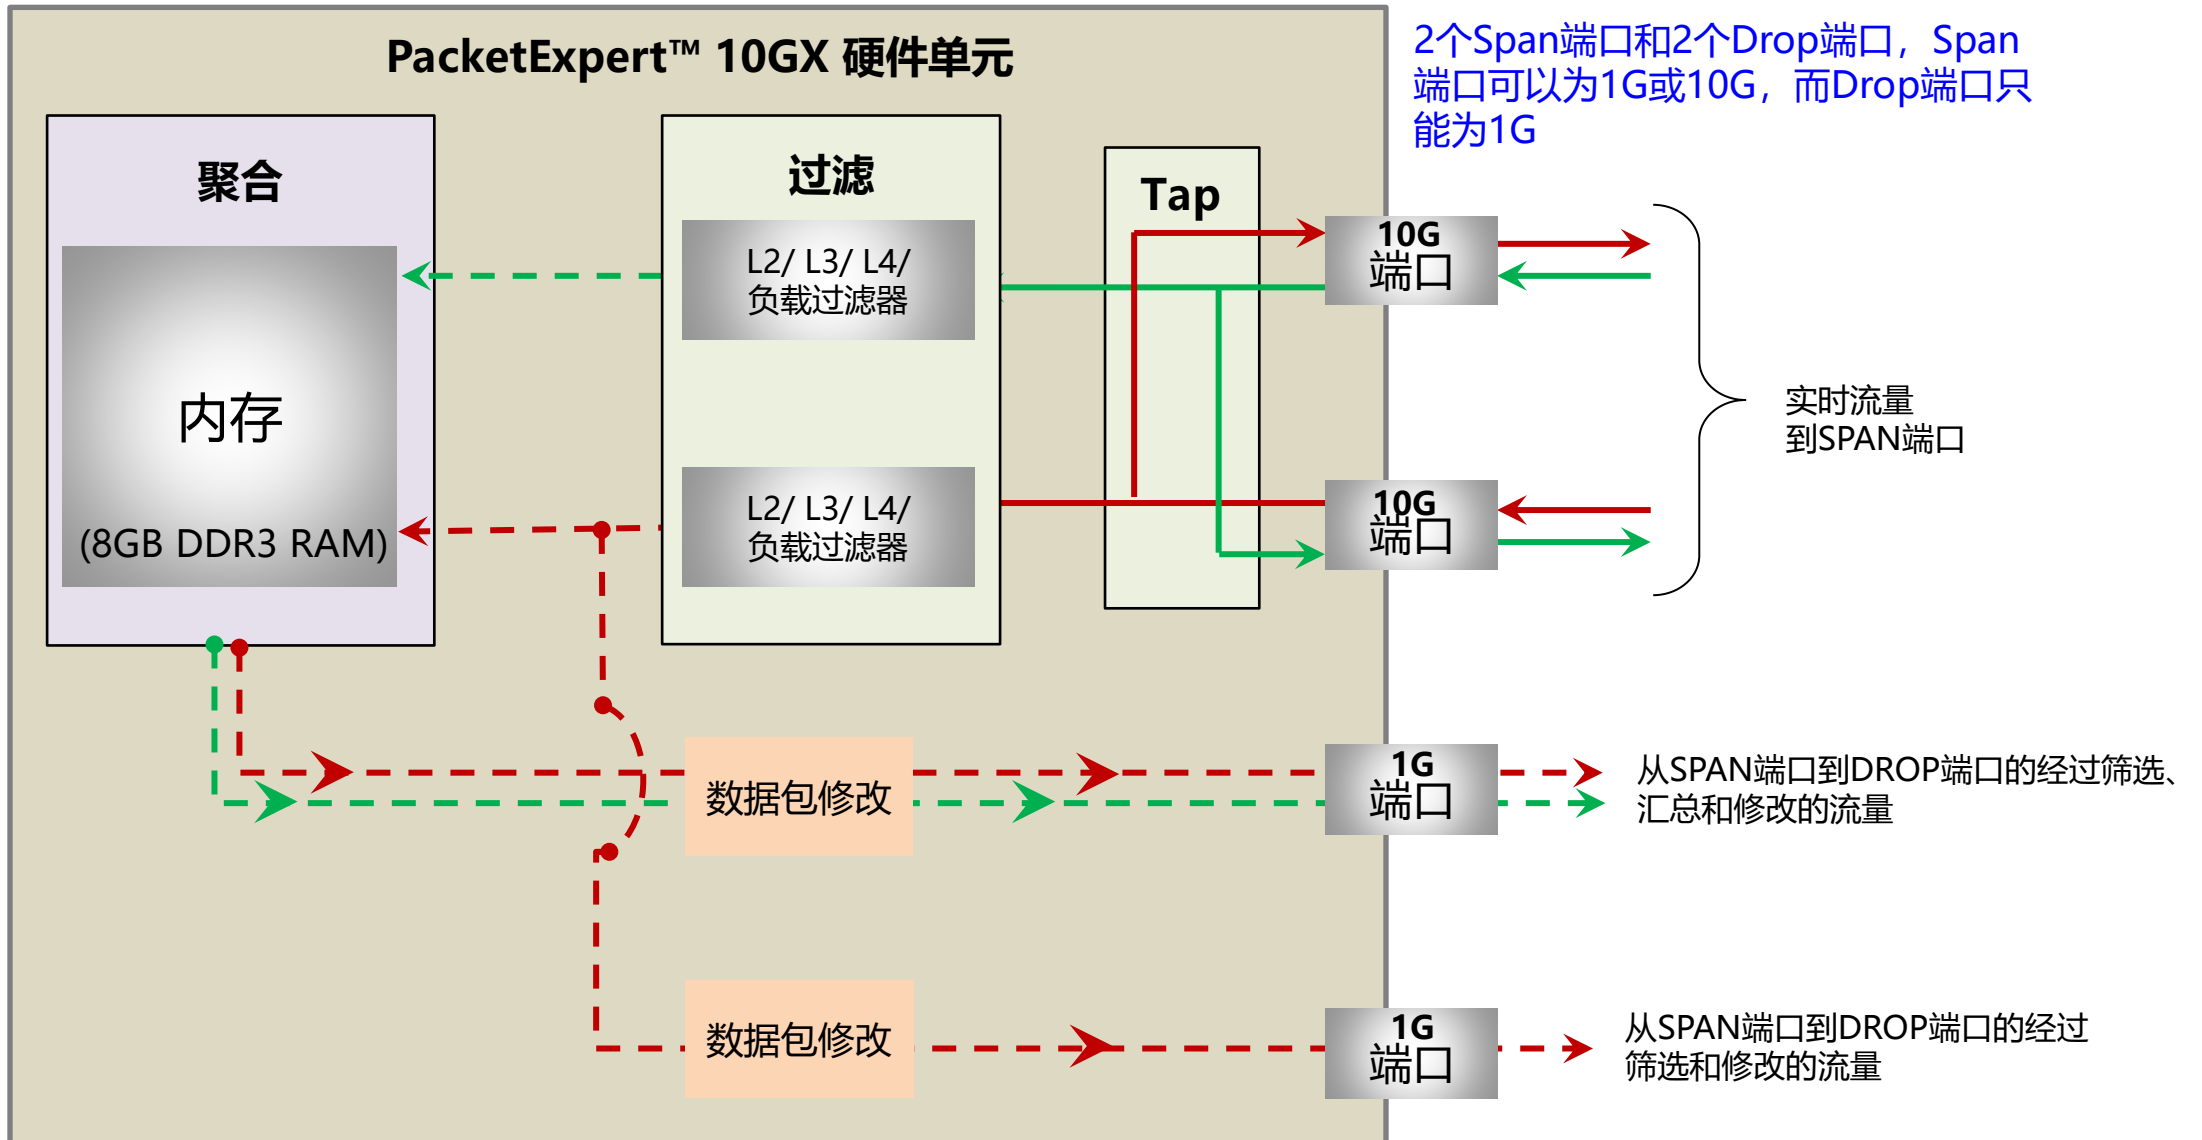 PacketExpert™ 10GX 硬件单元
2个Span端口和2个Drop端口，Span
端口可以为1G或10G，而Drop端口只
能为1G
聚合
内存
(8GB DDR3 RAM)
过滤
L2/ L3/ L4/
负载过滤器
L2/ L3/ L4/
负载过滤器
Tap
10G
端口
10G
端口
实时流量
到SPAN端口
数据包修改
1G
端口
从SPAN端口到DROP端口的经过筛选、
汇总和修改的流量
数据包修改
1G
端口
从SPAN端口到DROP端口的经过
筛选和修改的流量